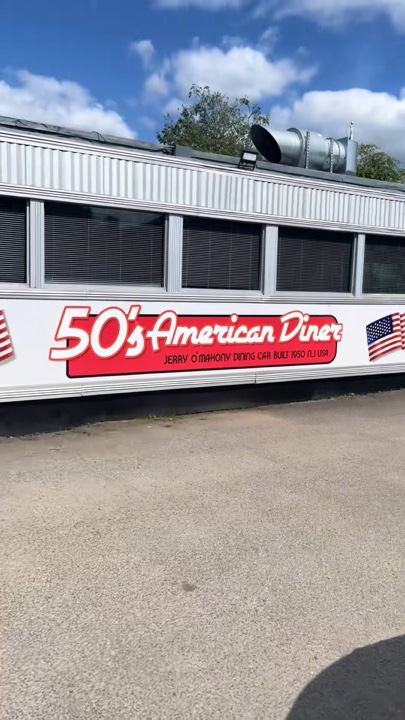 50's American Diner
JERRY O'MAHONY DINING CAR BUILT 1950 NJ USA